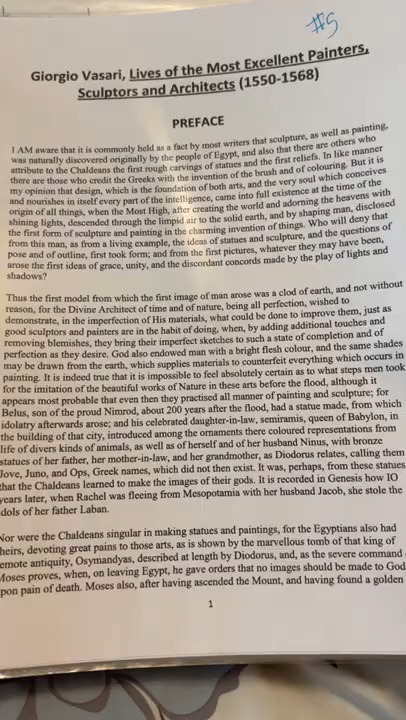 #5
Giorgio Vasari, Lives of the Most Excellent Painters,
Sculptors and Architects (1550-1568)
PREFACE
I AM aware that it is commonly held as a fact by most writers that sculpture, as well as painting,
was naturally discovered originally by the people of Egypt, and also that there are others who
attribute to the Chaldeans the first rough carvings of statues and the first reliefs. In like manner
there are those who credit the Greeks with the invention of the brush and of colouring. But it is
my opinion that design, which is the foundation of both arts, and the very soul which conceives
and nourishes in itself every part of the intelligence, came into full existence at the time of the
origin of all things, when the Most High, after creating the world and adorning the heavens with
shining lights, descended through the limpid air to the solid earth, and by shaping man, disclosed
the first form of sculpture and painting in the charming invention of things. Who will deny that
from this man, as from a living example, the ideas of statues and sculpture, and the questions of
pose and of outline, first took form; and from the first pictures, whatever they may have been,
arose the first ideas of grace, unity, and the discordant concords made by the play of lights and
shadows?
Thus the first model from which the first image of man arose was a clod of earth, and not without
reason, for the Divine Architect of time and of nature, being all perfection, wished to
demonstrate, in the imperfection of His materials, what could be done to improve them, just as
good sculptors and painters are in the habit of doing, when, by adding additional touches and
removing blemishes, they bring their imperfect sketches to such a state of completion and of
perfection as they desire. God also endowed man with a bright flesh colour, and the same shades
may be drawn from the earth, which supplies materials to counterfeit everything which occurs in
painting. It is indeed true that it is impossible to feel absolutely certain as to what steps men took
for the imitation of the beautiful works of Nature in these arts before the flood, although it
appears most probable that even then they practised all manner of painting and sculpture; for
Belus, son of the proud Nimrod, about 200 years after the flood, had a statue made, from which
idolatry afterwards arose; and his celebrated daughter-in-law, semiramis, queen of Babylon, in
the building of that city, introduced among the ornaments there coloured representations from
life of divers kinds of animals, as well as of herself and of her husband Ninus, with bronze
statues of her father, her mother-in-law, and her grandmother, as Diodorus relates, calling them
Jove, Juno, and Ops, Greek names, which did not then exist. It was, perhaps, from these statues
that the Chaldeans learned to make the images of their gods. It is recorded in Genesis how IO
years later, when Rachel was fleeing from Mesopotamia with her husband Jacob, she stole the
dols of her father Laban.
Nor were the Chaldeans singular in making statues and paintings, for the Egyptians also had
heirs, devoting great pains to those arts, as is shown by the marvellous tomb of that king of
emote antiquity, Osymandyas, described at length by Diodorus, and, as the severe command
Moses proves, when, on leaving Egypt, he gave orders that no images should be made to God
pon pain of death. Moses also, after having ascended the Mount, and having found a golden
1